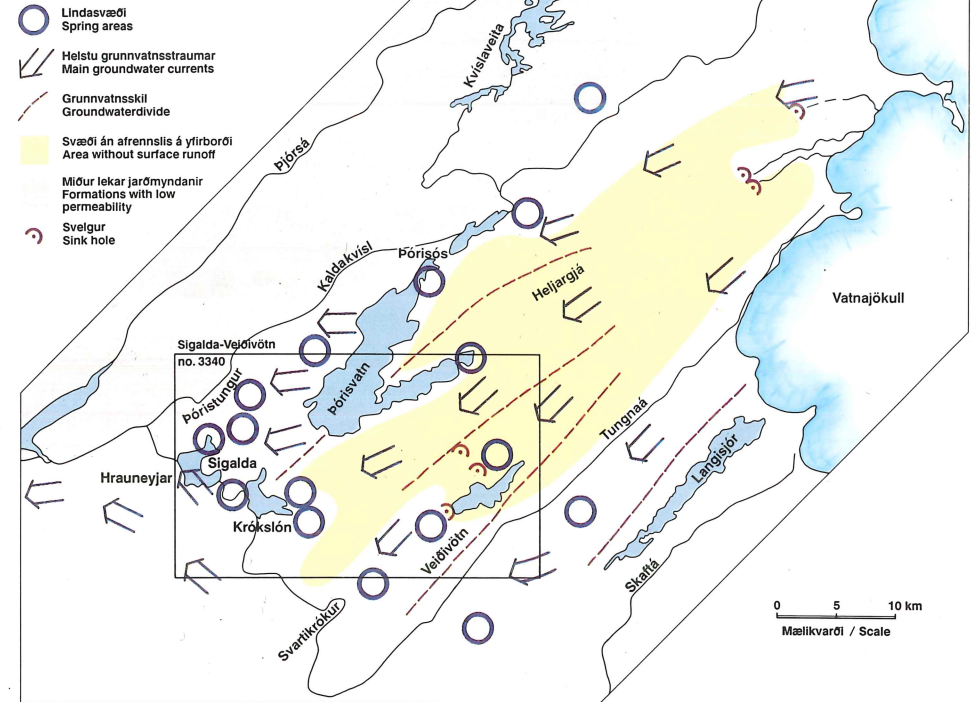 Lindasvæði
Spring areas
Helstu grunnvatnsstraumar
Main groundwater currents
Grunnvatnsskil
Groundwaterdivide
Svæði án afrennslis á yfirborði
Area without surface runoff
Miður lekar jarðmyndanir
Formations with low
permeability
Svelgur
Sink hole
Kvíslaveita
Þjórsá
Kaldakvísl
Þórisós
Heljargjá
Vatnajökull
Sigalda-Veiðivötn
no. 3340
Þóristungur
Þórisvatn
Tungnaá
Langisjór
Sigalda
Hrauneyjar
Krókslón
Veiðivötn
Skaftá
Svartikrókur
0 5 10 km
Mælikvarði / Scale